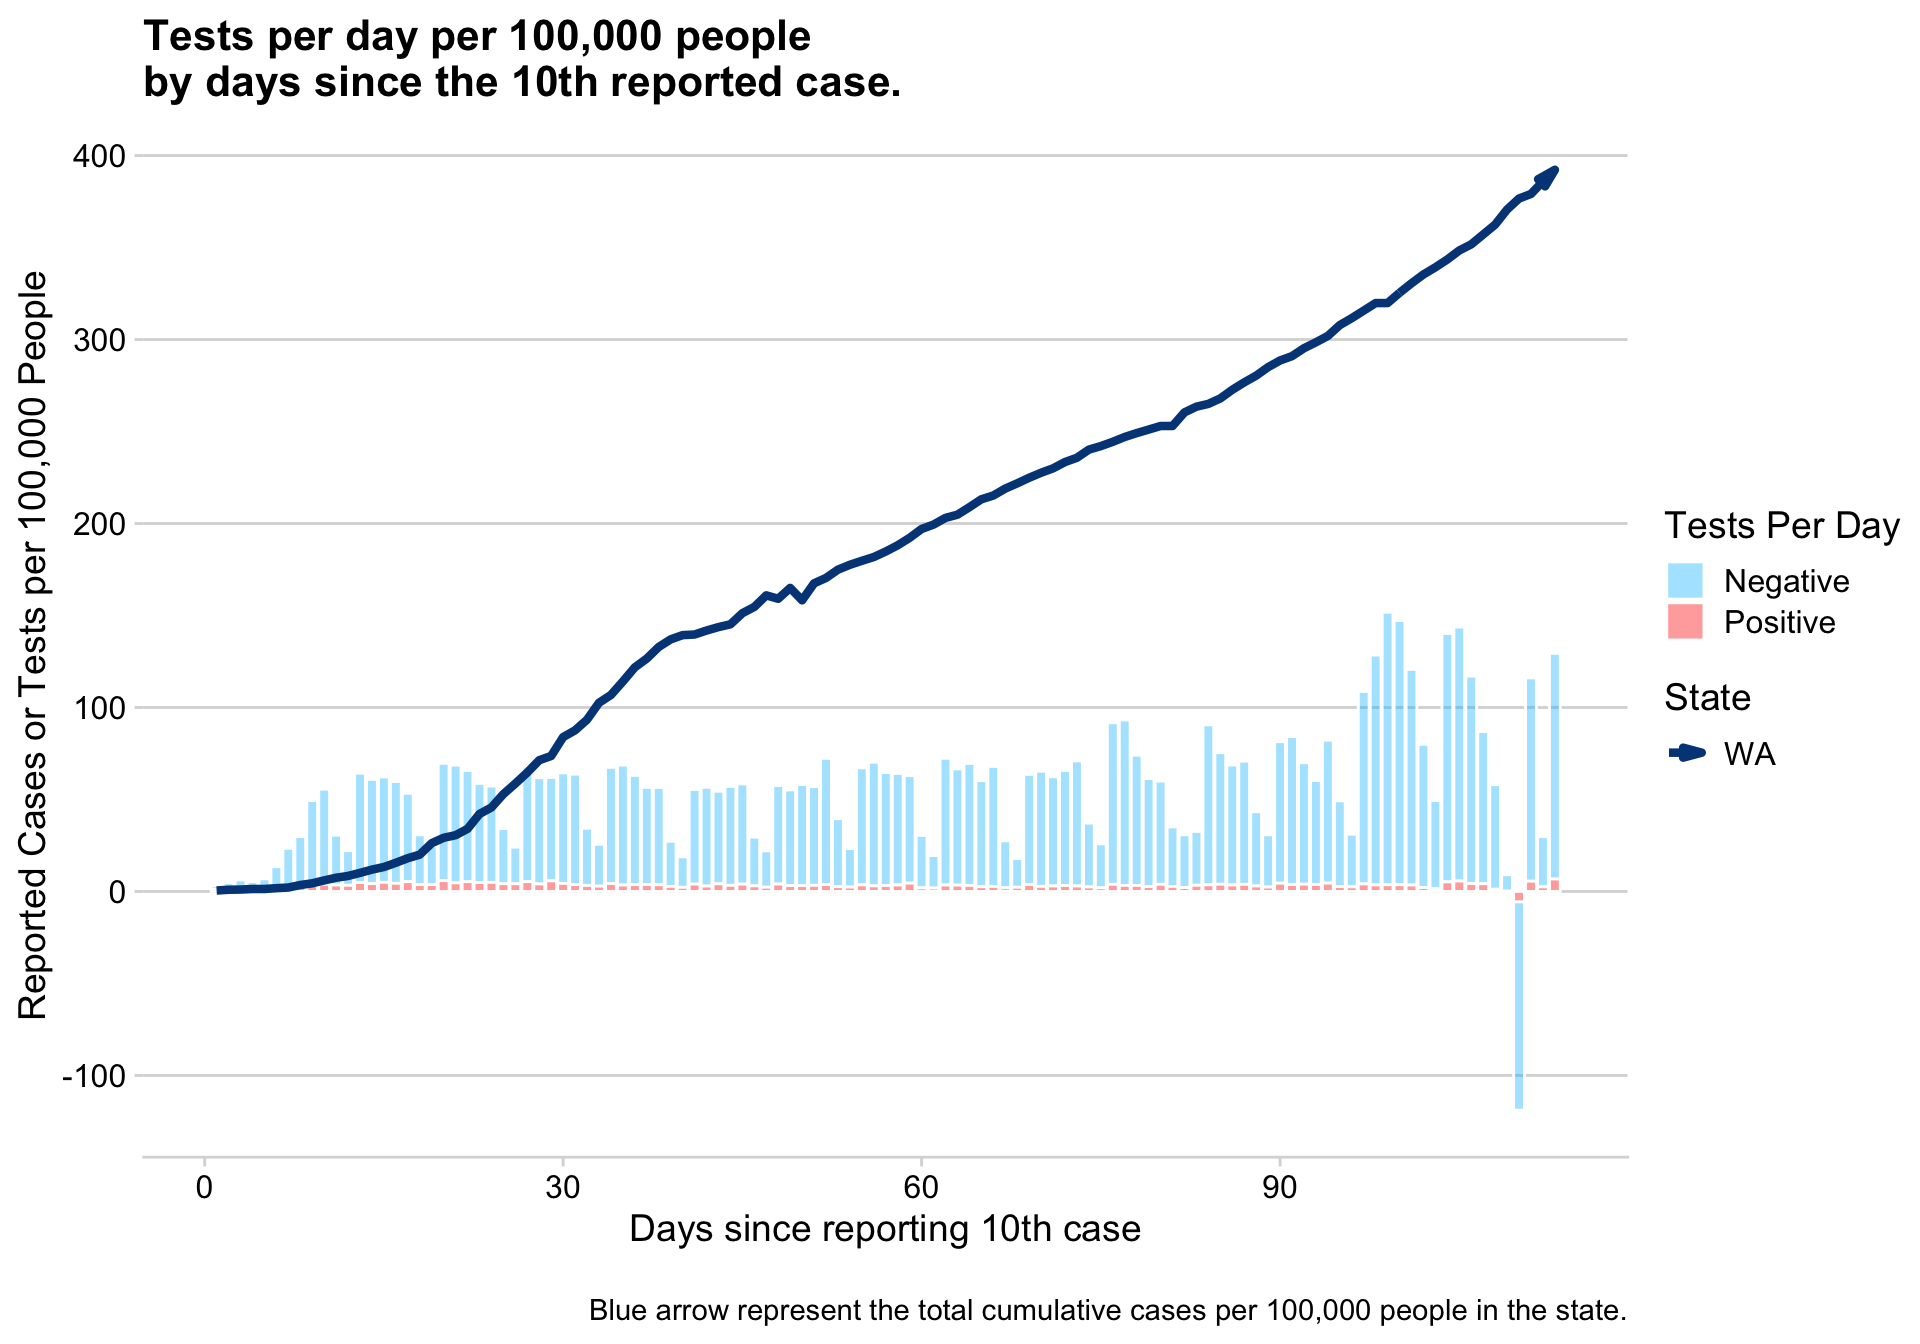 Tests per day per 100,000 people
by days since the 10th reported case.
Reported Cases or Tests per 100,000 People
400
300
200
100
0
-100
0
30
60
90
Days since reporting 10th case
Tests Per Day
Negative
Positive
State
WA
Blue arrow represent the total cumulative cases per 100,000 people in the state.